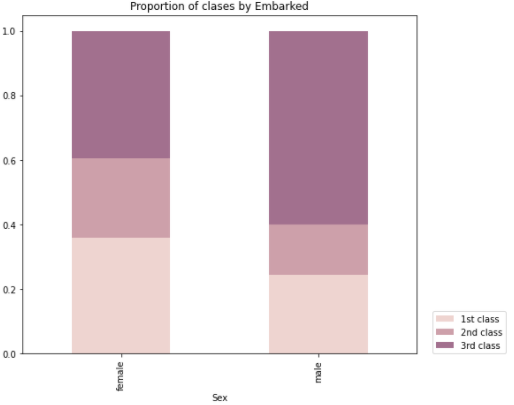 Proportion of clases by Embarked
1.0
0.8
0.6
0.4
0.2
0.0
female
male
Sex
1st class
2nd class
3rd class